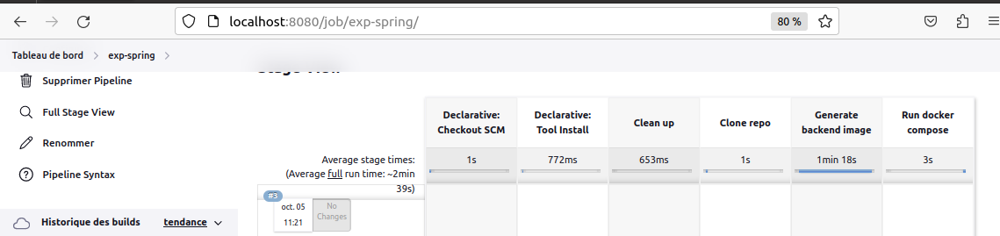 localhost:8080/job/exp-spring/
80 %
Tableau de bord
exp-spring
Supprimer Pipeline
Full Stage View
Renommer
Pipeline Syntax
Historique des builds
tendance
Stage View
Declarative:
Checkout SCM
Declarative:
Tool Install
Clean up
Clone repo
Generate
backend image
Run docker
compose
Average stage times:
(Average full run time: ~2min
39s)
1s
772ms
653ms
1s
1min 18s
3s
#3
oct. 05
11:21
No
Changes